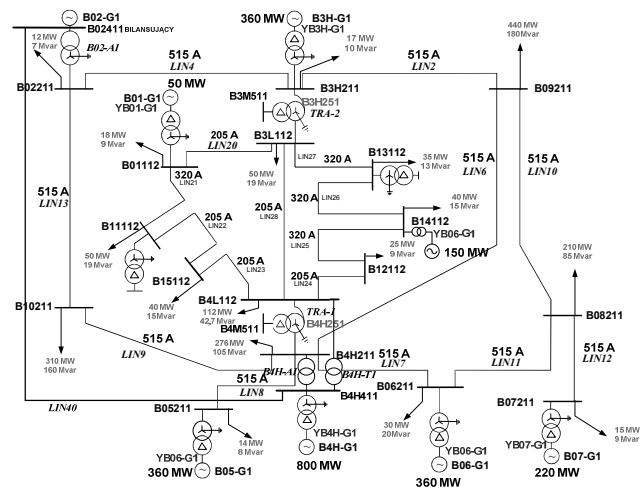 B02-G1
B02411 BILANSUJĄCY
12 MW
7 Mvar
B02-AI
B02211
515 A
LIN4
360 MW
B3H-G1
YB3H-G1
17 MW
10 Mvar
515 A
LIN2
B3H211
440 MW
180 Mvar
B09211
50 MW
B01-G1
YB01-G1
B3M511
B3H251
TRA-2
18 MW
9 Mvar
205 A
LIN20
B3L112
B01112
320 A
LIN21
50 MW
19 Mvar
LIN27
320 A
B13112
35 MW
13 Mvar
515 A
LIN6
515 A
LIN10
515 A
LIN13
320 A
LIN26
40 MW
15 Mvar
205 A
LIN28
B14112
YB06-G1
150 MW
25 MW
9 Mvar
320 A
LIN25
B11112
205 A
LIN22
50 MW
19 Mvar
B15112
40 MW
15Mvar
205 A
LIN23
B12112
205 A
LIN24
210 MW
85 Mvar
B4L112
112 MW
42,7 Mvar
TRA-1
B4M511
B4H251
B10211
310 MW
160 Mvar
515 A
LIN9
276 MW
105 Mvar
B4H211
B4H-A1
B4H-T1
515 A
LIN7
515 A
LIN11
B08211
515 A
LIN12
515 A
LIN8
B4H411
LIN40
B06211
B07211
B05211
YB06-G1
360 MW
B05-G1
14 MW
8 Mvar
YB4H-G1
B4H-G1
800 MW
30 MW
20Mvar
YB06-G1
B06-G1
360 MW
YB07-G1
B07-G1
220 MW
15 MW
9 Mvar